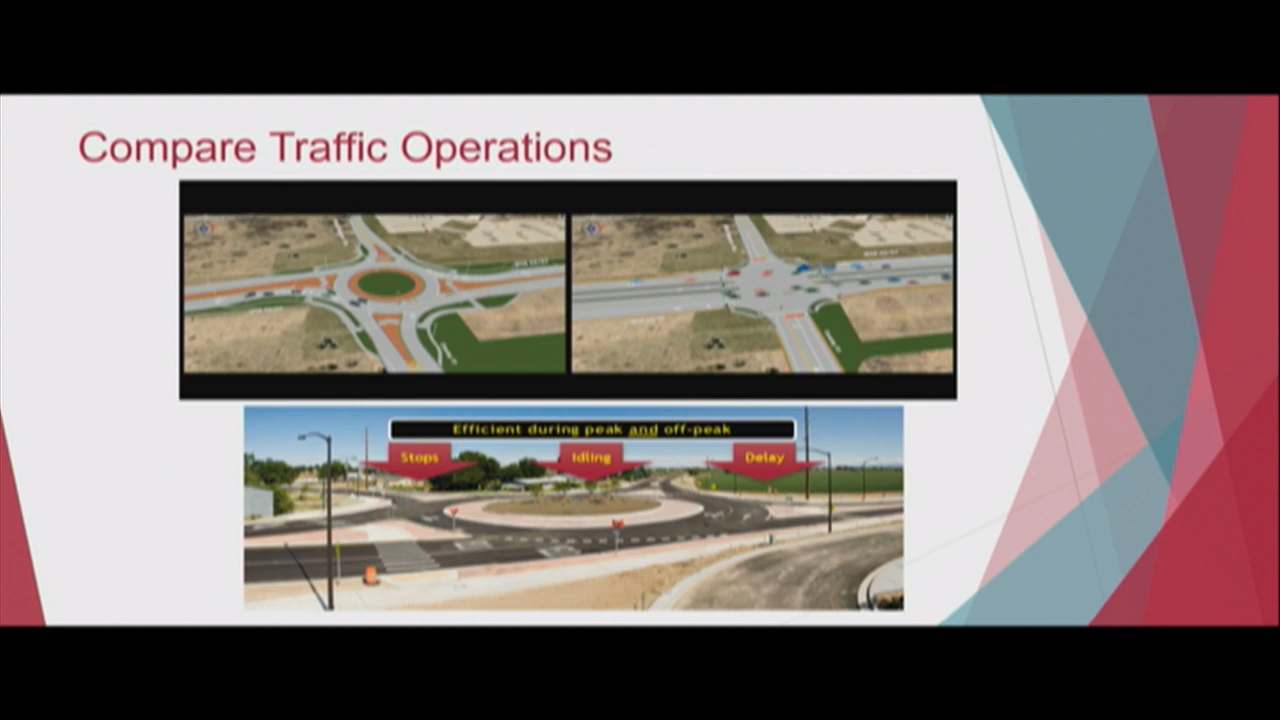 Compare Traffic Operations
Efficient during peak and off-peak
Stops
Idling
Delay